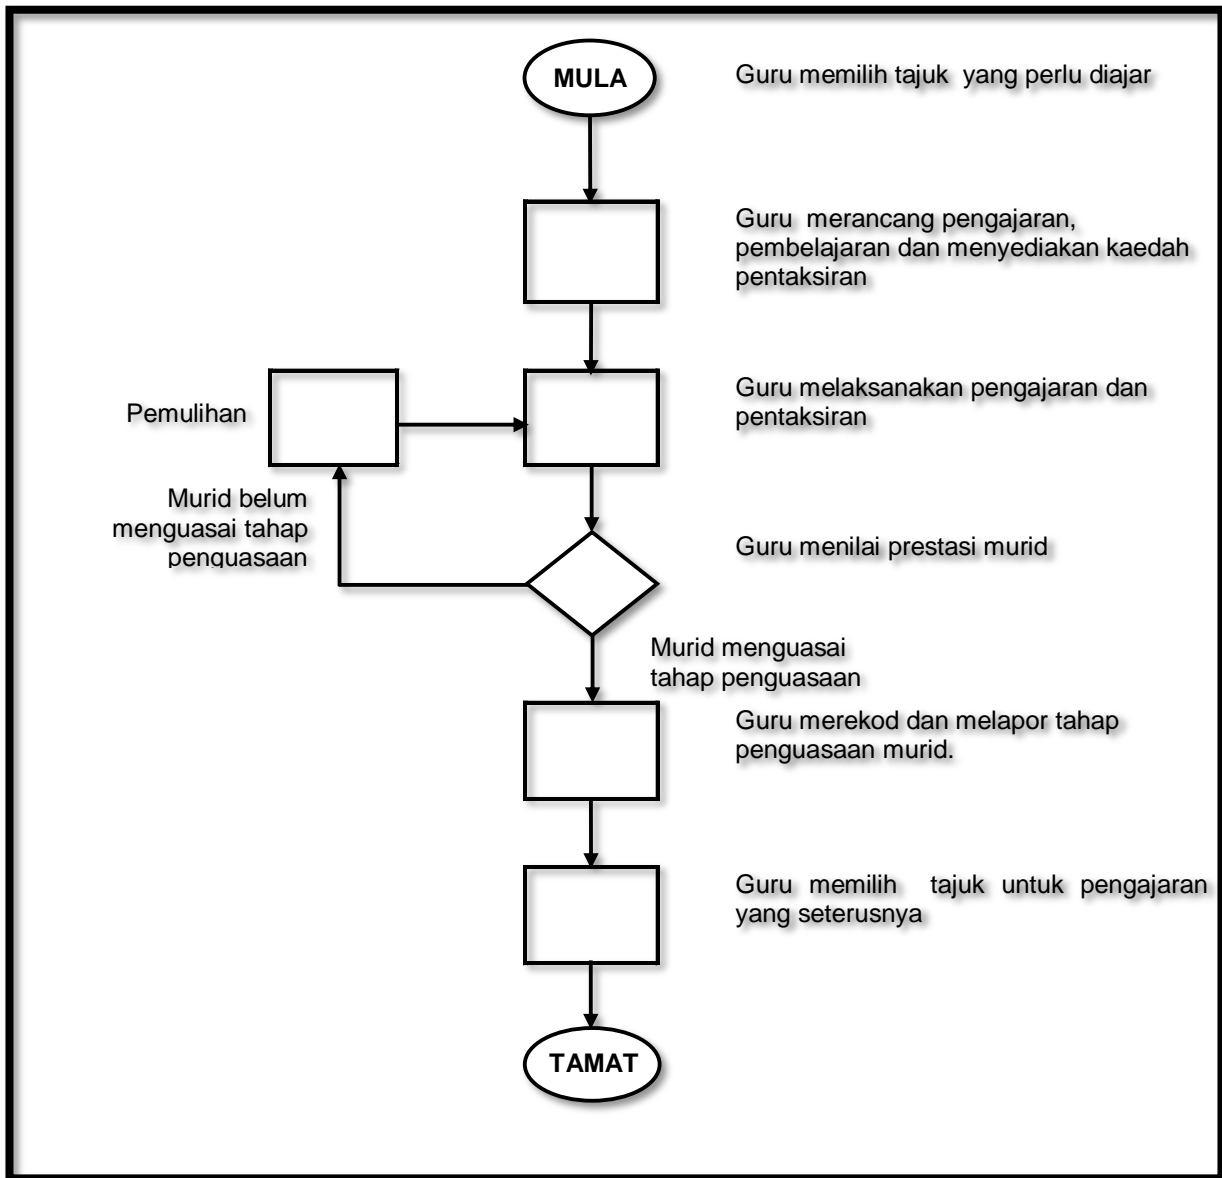 MULA
Guru memilih tajuk yang perlu diajar
Guru merancang pengajaran,
pembelajaran dan menyediakan kaedah
pentaksiran
Guru melaksanakan pengajaran dan
pentaksiran
Pemulihan
Murid belum
menguasai tahap
penguasaan
Guru menilai prestasi murid
Murid menguasai
tahap penguasaan
Guru merekod dan melapor tahap
penguasaan murid.
Guru memilih tajuk untuk pengajaran
yang seterusnya
TAMAT